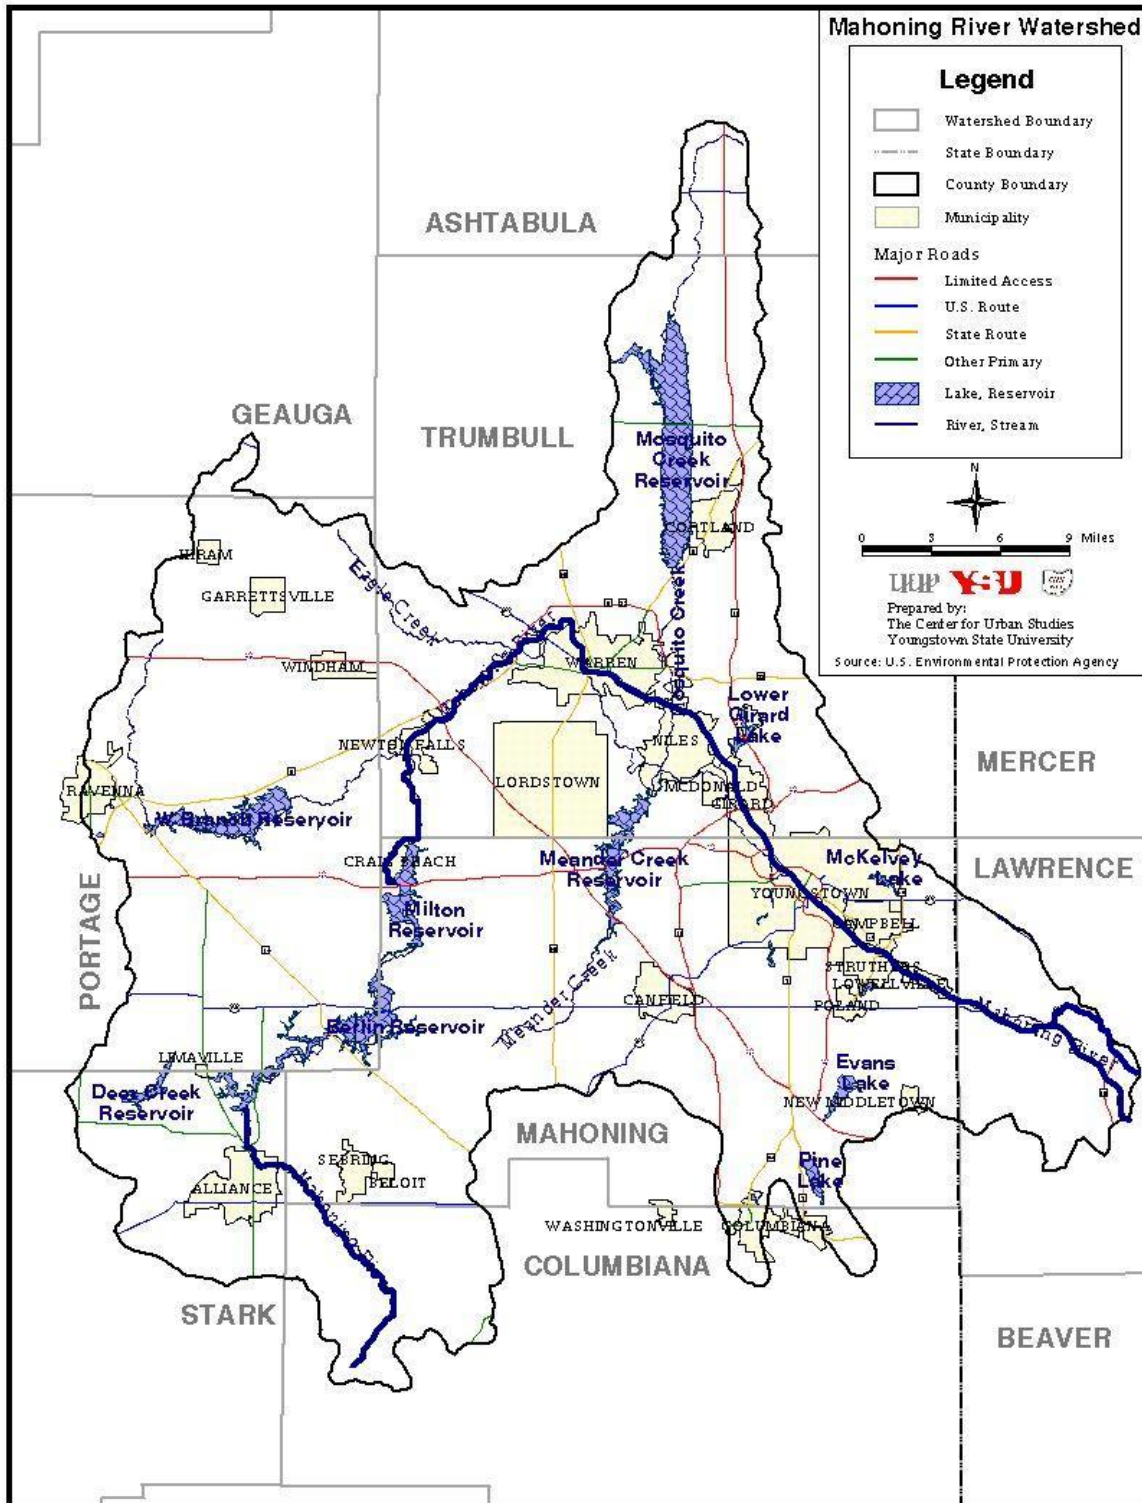 Mahoning River Watershed
Legend
Watershed Boundary
State Boundary
County Boundary
Municipality
Major Roads
Limited Access
U.S. Route
State Route
Other Primary
Lake, Reservoir
River, Stream
N
0 3 6 9 Miles
YSU
Prepared by:
The Center for Urban Studies
Youngstown State University
Source: U.S. Environmental Protection Agency
ASHTABULA
GEAUGA
TRUMBULL
Mosquito
Creek
Reservoir
CORTLAND
HIRAM
GARRETTSVILLE
Eagle Creek
Mosquito Creek
WINDHAM
WARREN
Lower
Girard
Lake
NEWTON FALLS
NILES
LORDSTOWN
MCDONALD
GIRARD
MERCER
RAVENNA
W. Branch Reservoir
CRAIG BEACH
Meander Creek
Reservoir
McKelvey
Lake
LAWRENCE
YOUNGSTOWN
Milton
Reservoir
CAMPBELL
PORTAGE
STRUTHERS
LOWELLVILLE
CANFIELD
POLAND
Meander Creek
Berlin Reservoir
Mahoning River
LIMAVILLE
Deer Creek
Reservoir
Evans
Lake
NEW MIDDLETOWN
MAHONING
SEBRING
BELOIT
ALLIANCE
Pine
Lake
WASHINGTONVILLE
COLUMBIANA
COLUMBIANA
STARK
BEAVER